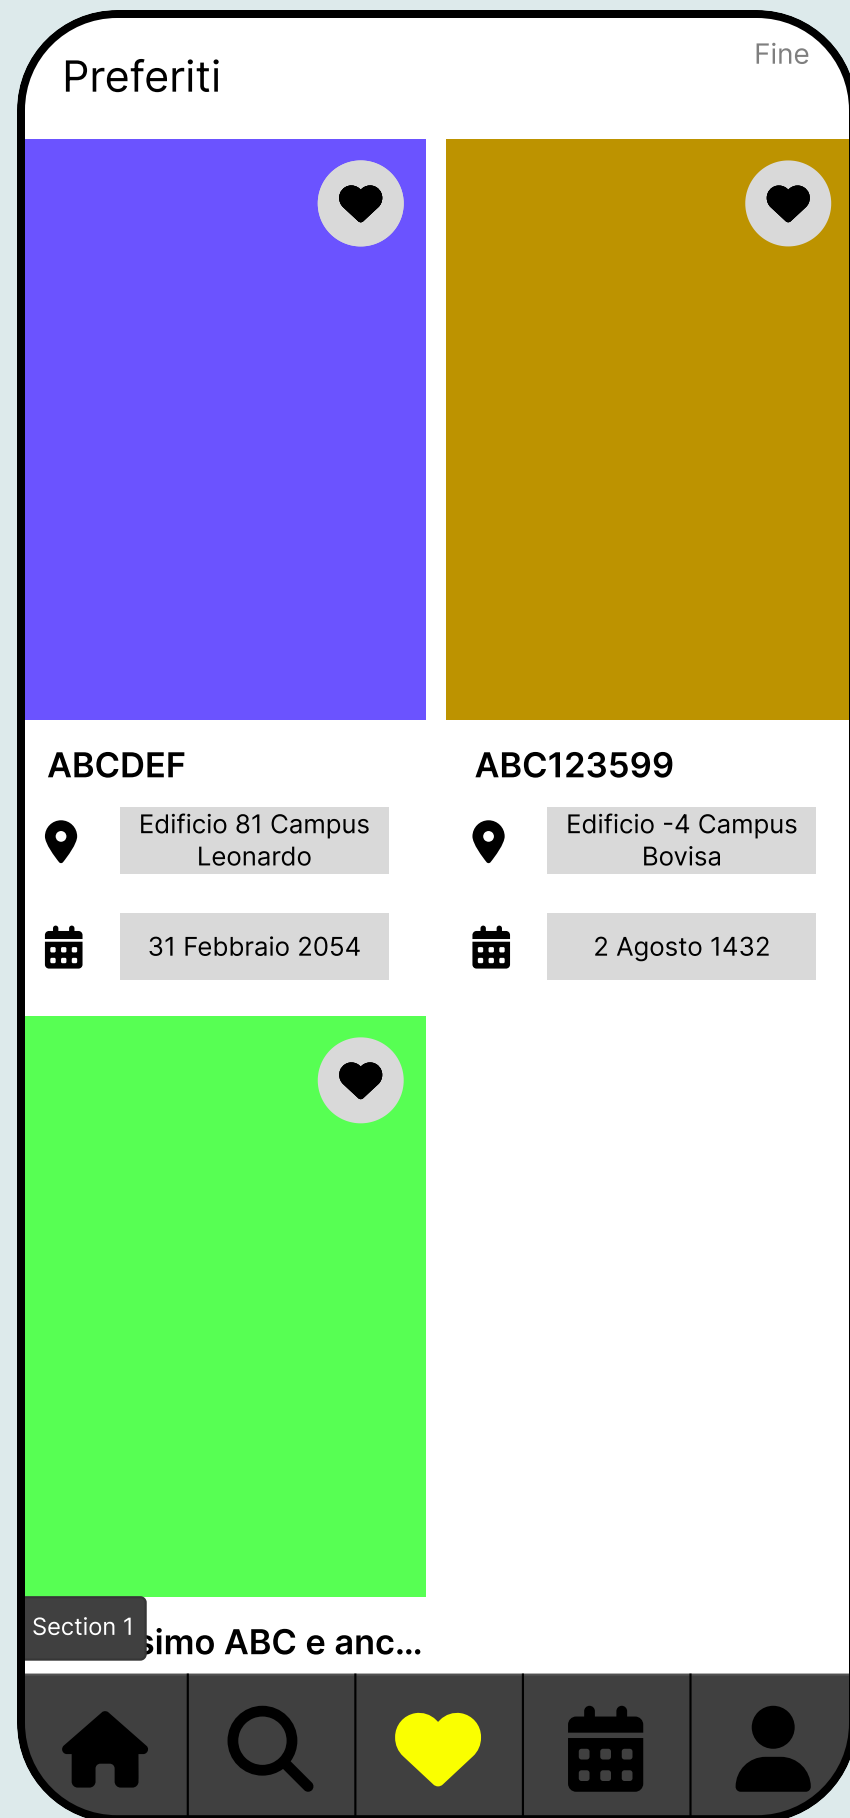 Preferiti
Fine
ABCDEF
Edificio 81 Campus
Leonardo
31 Febbraio 2054
ABC123599
Edificio -4 Campus
Bovisa
2 Agosto 1432
Section 1
simo ABC e anc...